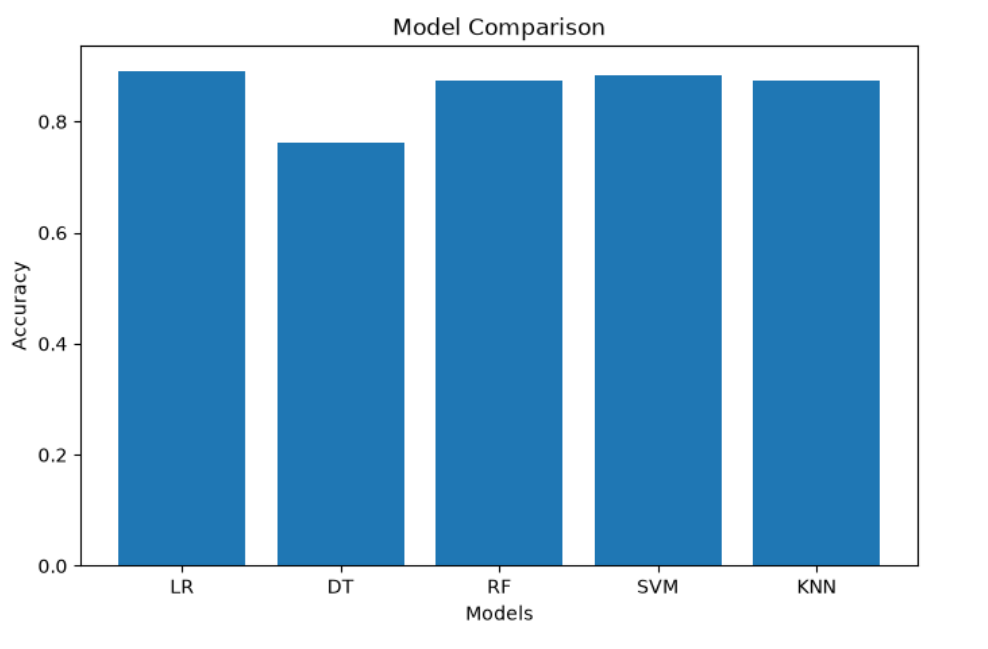 Model Comparison
Accuracy
0.8
0.6
0.4
0.2
0.0
LR DT RF SVM KNN
Models